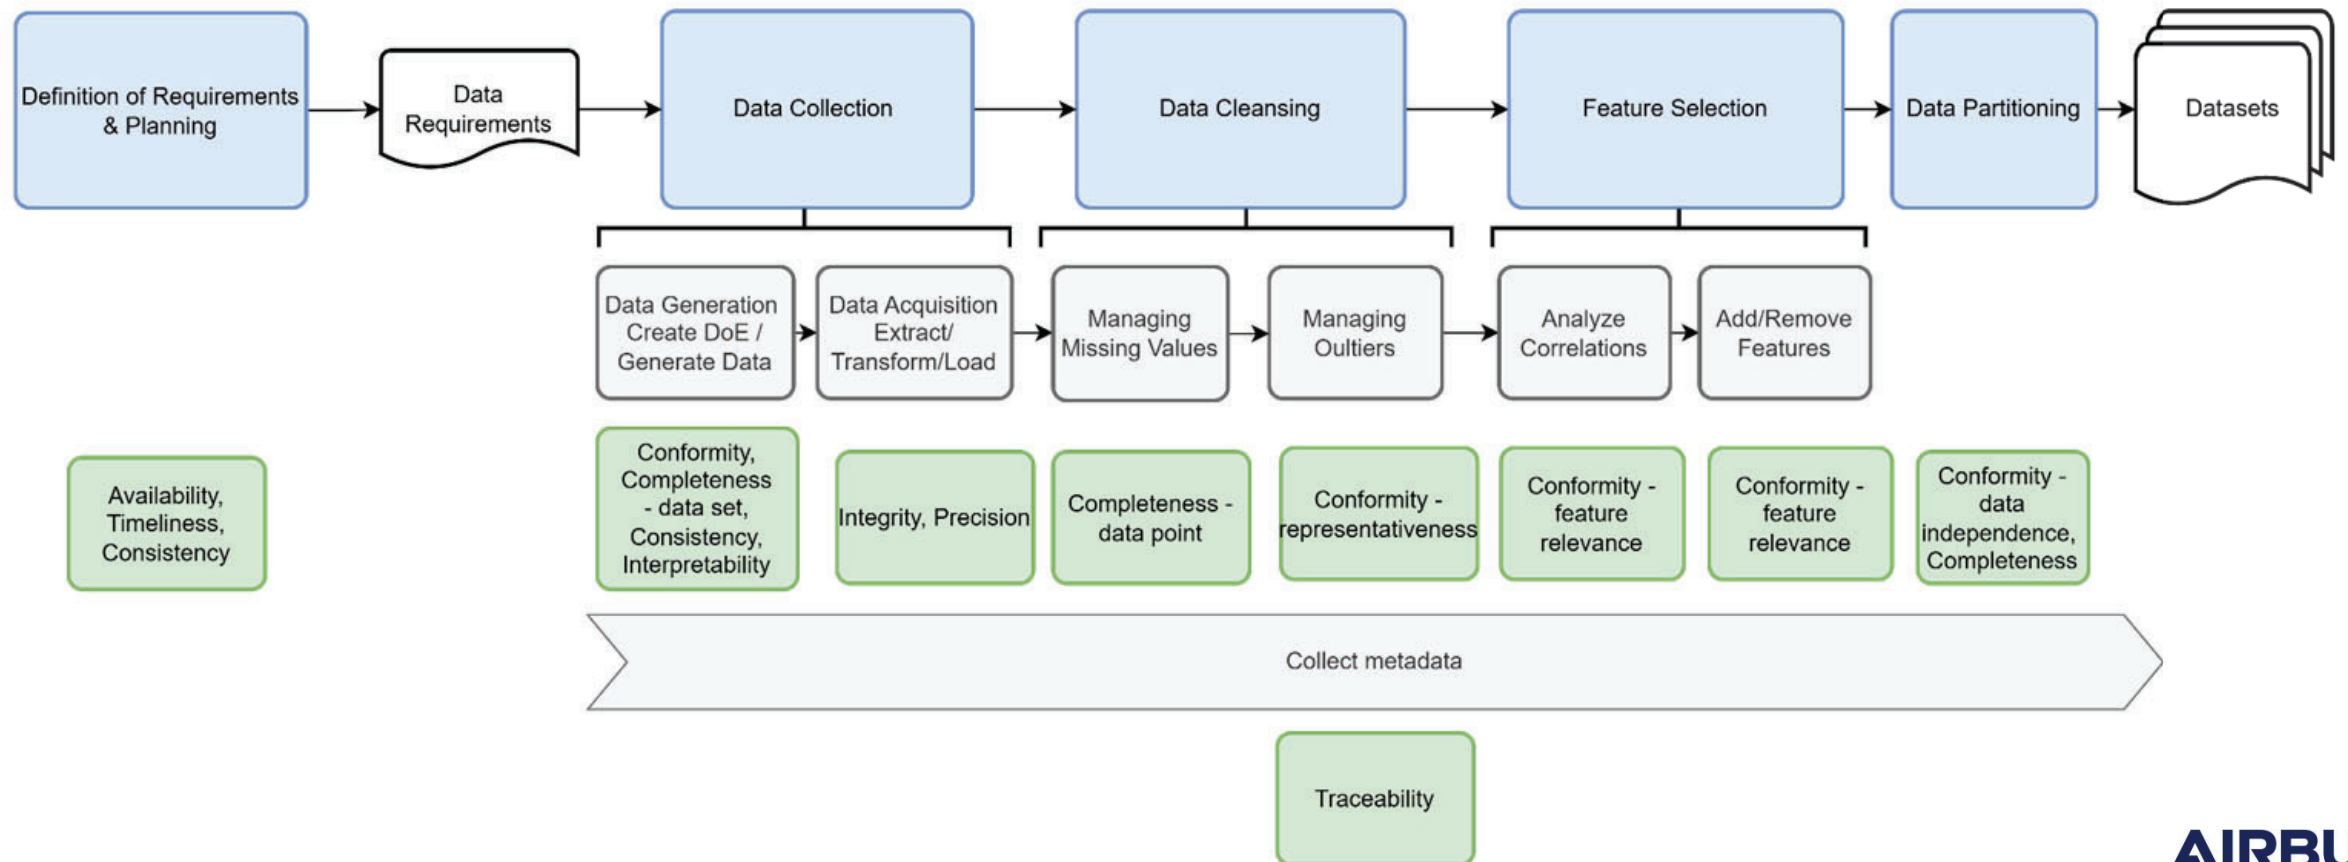 Definition of Requirements
& Planning
Data
Requirements
Data Collection
Data Cleansing
Feature Selection
Data Partitioning
Datasets
Data Generation
Create DoE /
Generate Data
Data Acquisition
Extract/
Transform/Load
Managing
Missing Values
Managing
Oultiers
Analyze
Correlations
Add/Remove
Features
Availability,
Timeliness,
Consistency
Conformity,
Completeness
- data set,
Consistency,
Interpretability
Integrity, Precision
Completeness -
data point
Conformity -
representativeness
Conformity -
feature
relevance
Conformity -
feature
relevance
Conformity -
data
independence,
Completeness
Collect metadata
Traceability